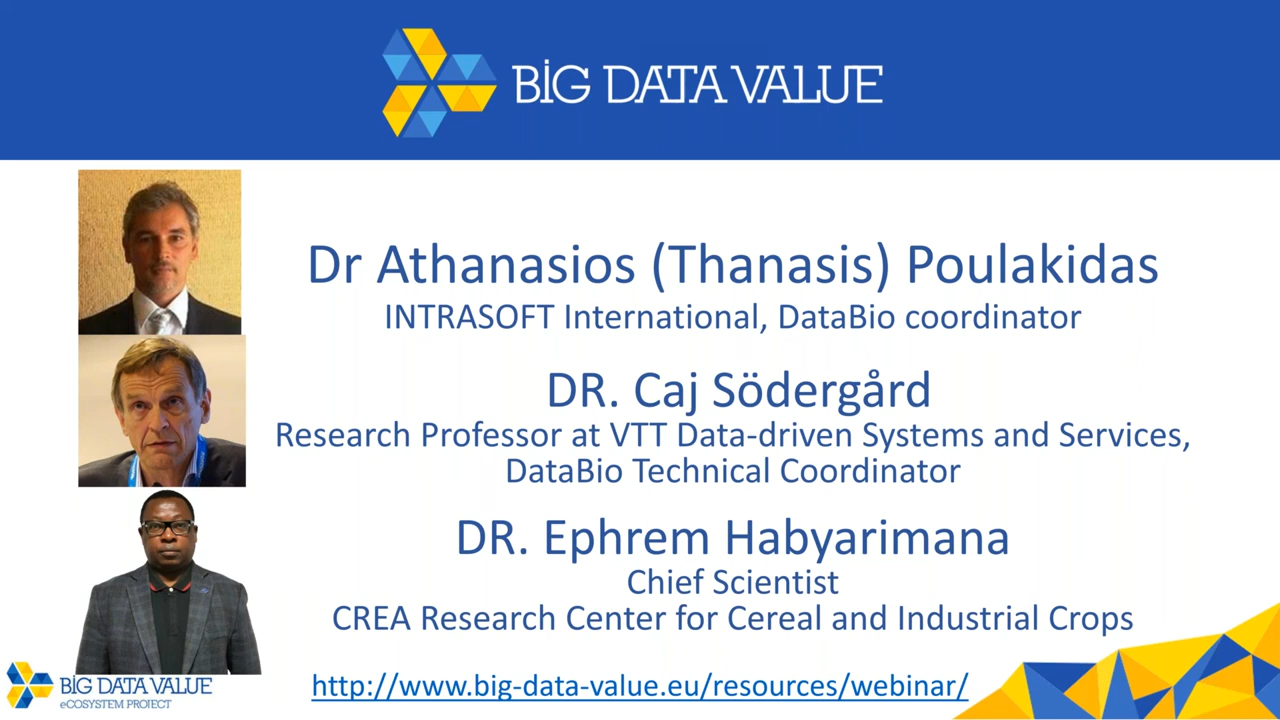 BiG DATA VALUE
Dr Athanasios (Thanasis) Poulakidas
INTRASOFT International, DataBio coordinator
DR. Caj Södergård
Research Professor at VTT Data-driven Systems and Services,
DataBio Technical Coordinator
DR. Ephrem Habyarimana
Chief Scientist
CREA Research Center for Cereal and Industrial Crops
BiG DATA VALUE
eCOSYSTEM PROJECT
http://www.big-data-value.eu/resources/webinar/